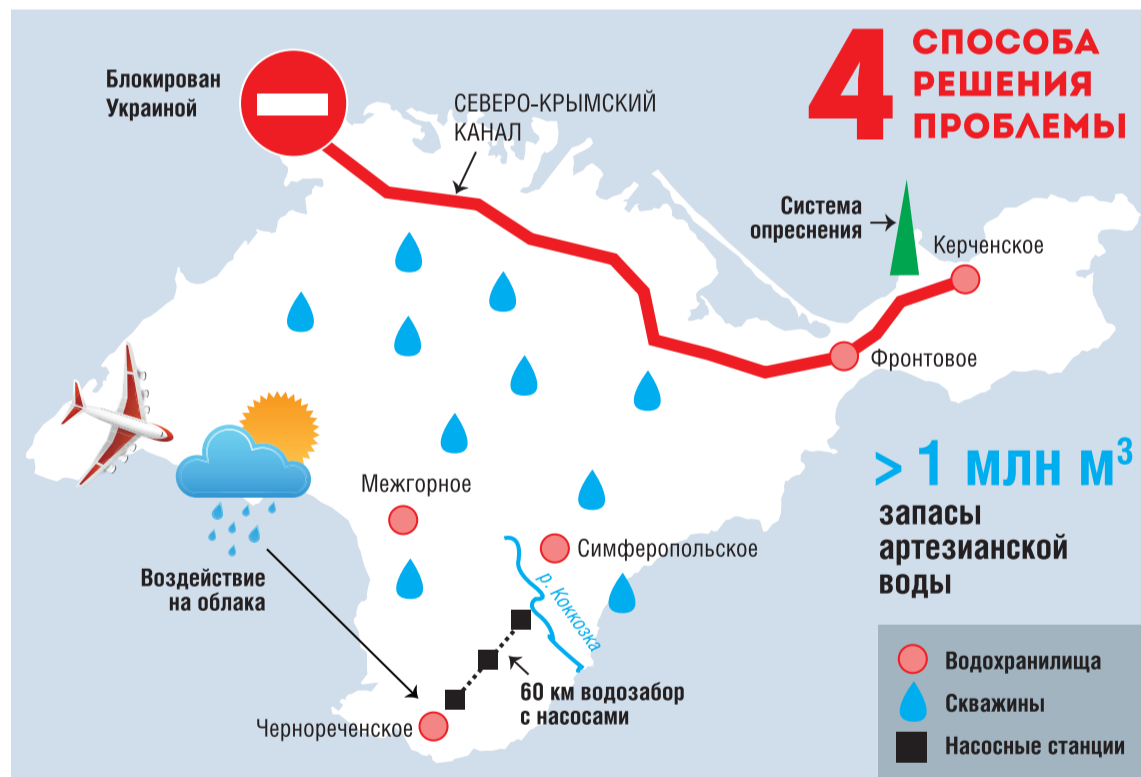 4 СПОСОБА
РЕШЕНИЯ
ПРОБЛЕМЫ
Блокирован
Украиной
СЕВЕРО-КРЫМСКИЙ
КАНАЛ
Система
опреснения
Керченское
Фронтовое
> 1 млн м³
запасы
артезианской
воды
Межгорное
Симферопольское
Воздействие
на облака
р. Коккозка
60 км водозабор
с насосами
Чернореченское
Водохранилища
Скважины
Насосные станции